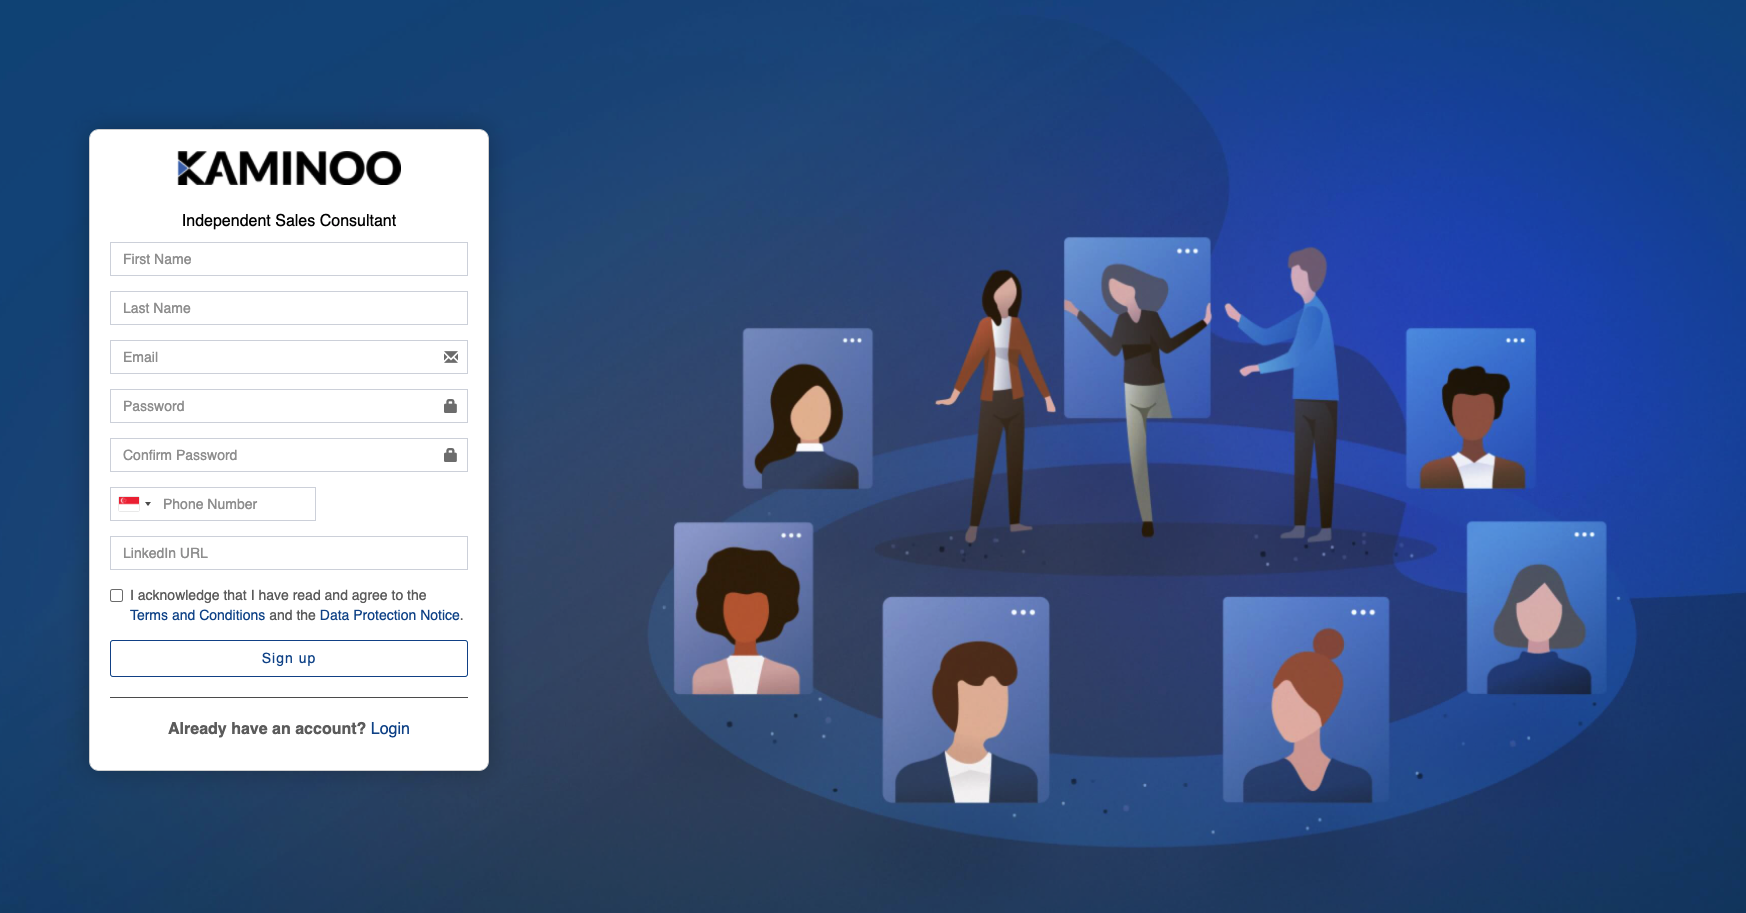 KAMINOO
Independent Sales Consultant
First Name
Last Name
Email
Password
Confirm Password
Phone Number
LinkedIn URL
I acknowledge that I have read and agree to the
Terms and Conditions and the Data Protection Notice.
Sign up
Already have an account? Login